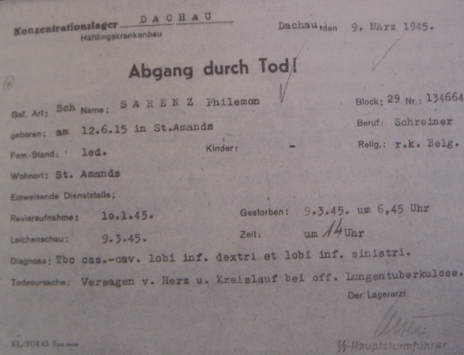 Konzentrationslager DACHAU Dachau, den 9. März 1945.
Häftlingskrankenbau
Abgang durch Tod!
Gef. Art: Sch Name: SARENZ Philemon Block: 29 Nr.: 134664
geboren: am 12.6.15 in St.Amands Beruf: Schreiner
Fam-Stand: led. Kinder: - Relig.: r.k. Belg.
Wohnort: St. Amands
Einweisende Dienststelle:
Revieraufnahme: 10.1.45. Gestorben: 9.3.45. um 6,45 Uhr
Leichenschau: 9.3.45. Zeit: um 14 Uhr
Diagnose: Tbc cas.-cav. lobi inf. dextri et lobi inf. sinistri.
Todesursache: Versagen v. Herz u. Kreislauf bei off. Lungentuberkulose.
Der Lagerarzt
SS-Hauptsturmführer